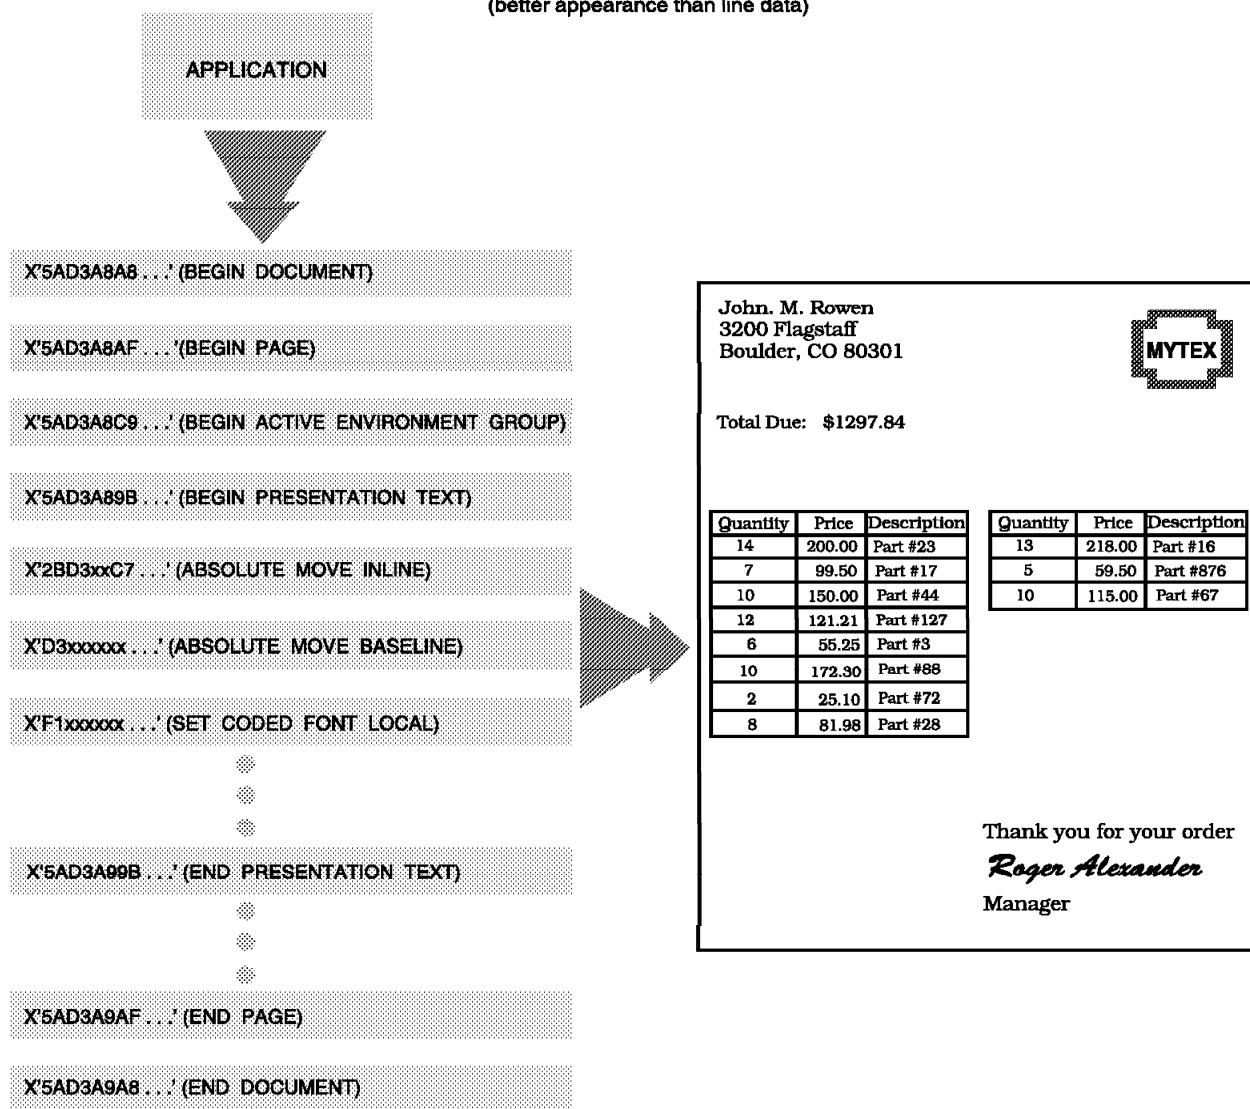 (better appearance than line data)
APPLICATION
X'5AD3A8A8 . . .' (BEGIN DOCUMENT)
X'5AD3A8AF . . .' (BEGIN PAGE)
X'5AD3A8C9 . . .' (BEGIN ACTIVE ENVIRONMENT GROUP)
X'5AD3A89B . . .' (BEGIN PRESENTATION TEXT)
X'2BD3xxC7 . . .' (ABSOLUTE MOVE INLINE)
X'D3xxxxxx . . .' (ABSOLUTE MOVE BASELINE)
X'F1xxxxxx . . .' (SET CODED FONT LOCAL)
X'5AD3A99B . . .' (END PRESENTATION TEXT)
X'5AD3A9AF . . .' (END PAGE)
X'5AD3A9A8 . . .' (END DOCUMENT)
John. M. Rowen
3200 Flagstaff
Boulder, CO 80301
MYTEX
Total Due: $1297.84
Quantity Price Description
14 200.00 Part #23
7 99.50 Part #17
10 150.00 Part #44
12 121.21 Part #127
6 55.25 Part #3
10 172.30 Part #88
2 25.10 Part #72
8 81.98 Part #28
Quantity Price Description
13 218.00 Part #16
5 59.50 Part #876
10 115.00 Part #67
Thank you for your order
Roger Alexander
Manager